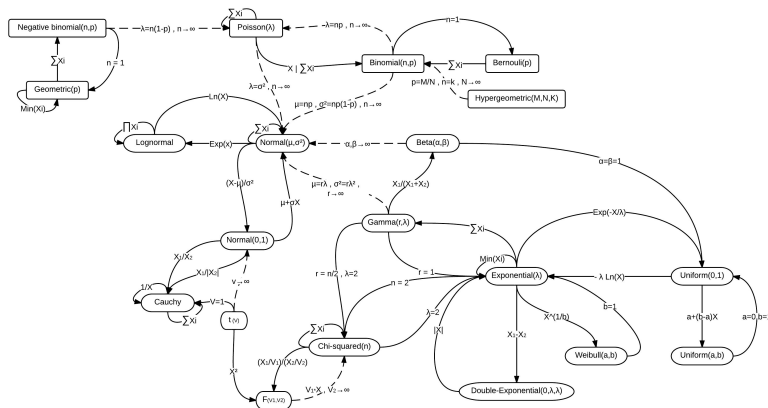 Negative binomial(n,p)
λ=n(1-p) , n→∞
∑Xi
Poisson(λ)
λ=np , n→∞
n=1
∑Xi
n = 1
X | ∑Xi
Binomial(n,p)
∑Xi
Bernouli(p)
Geometric(p)
Min(Xi)
p=M/N , n=k , N→∞
Hypergeometric(M,N,K)
λ=σ² , n→∞
μ=np , σ²=np(1-p) , n→∞
Ln(X)
∏Xi
Lognormal
Exp(x)
∑Xi
Normal(μ,σ²)
α,β→∞
Beta(α,β)
α=β=1
(X-μ)/σ²
μ+σX
μ=rλ , σ²=rλ² ,
r→∞
X₁/(X₁+X₂)
Gamma(r,λ)
∑Xi
Exp(-X/λ)
Normal(0,1)
X₁/X₂
X₁/|X₂|
r = n/2 , λ=2
r = 1
Min(Xi)
Exponential(λ)
- λ Ln(X)
Uniform(0,1)
1/X
Cauchy
∑Xi
V=1
v→∞
t (V)
n = 2
λ=2
|X|
X₁-X₂
X^(1/b)
b=1
a+(b-a)X
∑Xi
Chi-squared(n)
Weibull(a,b)
Uniform(a,b)
X²
(X₁/V₁)/(X₂/V₂)
F(V1,V2)
V₁·X , V₂→∞
Double-Exponential(0,λ,λ)